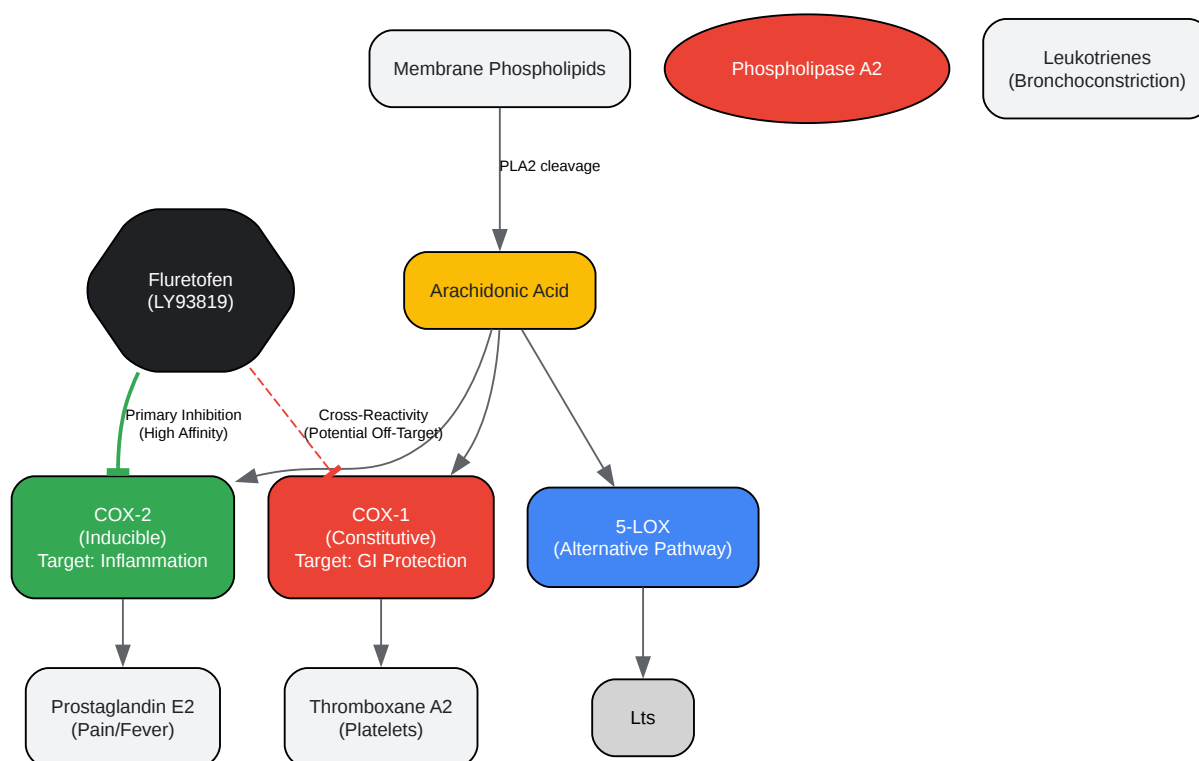 Membrane Phospholipids
Phospholipase A2
Leukotrienes
(Bronchoconstriction)
PLA2 cleavage
Fluretofen
(LY93819)
Arachidonic Acid
Primary Inhibition
(High Affinity)
Cross-Reactivity
(Potential Off-Target)
COX-2
(Inducible)
Target: Inflammation
COX-1
(Constitutive)
Target: GI Protection
5-LOX
(Alternative Pathway)
Prostaglandin E2
(Pain/Fever)
Thromboxane A2
(Platelets)
Lts